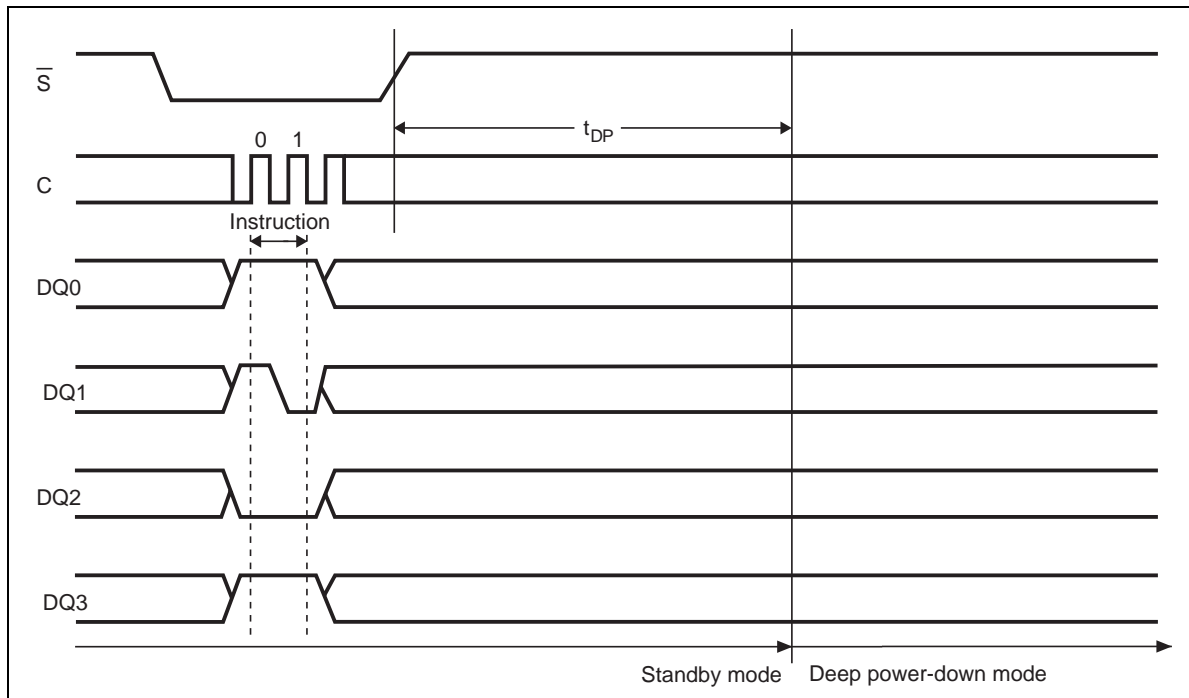 S̅
t_DP
0 1
C
Instruction
DQ0
DQ1
DQ2
DQ3
Standby mode Deep power-down mode